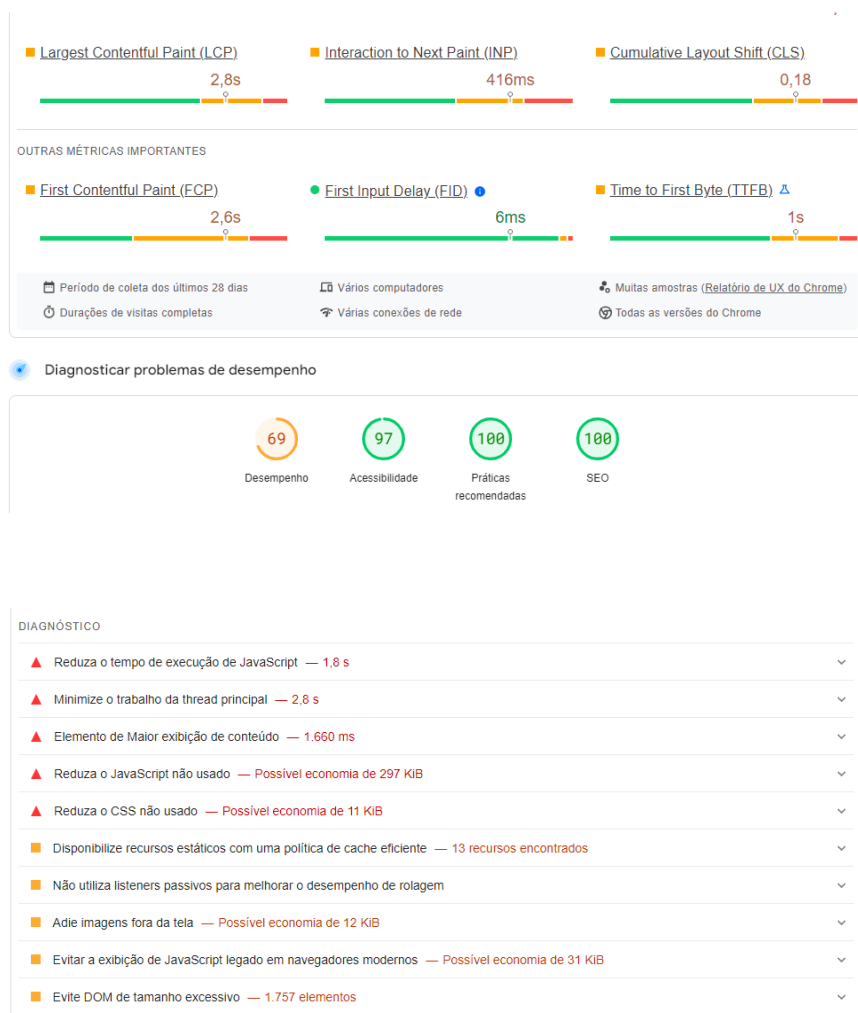 Largest Contentful Paint (LCP)
Interaction to Next Paint (INP)
Cumulative Layout Shift (CLS)
2,8s
416ms
0,18
OUTRAS MÉTRICAS IMPORTANTES
First Contentful Paint (FCP)
First Input Delay (FID)
Time to First Byte (TTFB)
2,6s
6ms
1s
Período de coleta dos últimos 28 dias
Vários computadores
Muitas amostras (Relatório de UX do Chrome)
Durações de visitas completas
Várias conexões de rede
Todas as versões do Chrome
Diagnosticar problemas de desempenho
69
97
100
100
Desempenho
Acessibilidade
Práticas
recomendadas
SEO
DIAGNÓSTICO
Reduza o tempo de execução de JavaScript — 1,8 s
Minimize o trabalho da thread principal — 2,8 s
Elemento de Maior exibição de conteúdo — 1.660 ms
Reduza o JavaScript não usado — Possível economia de 297 KiB
Reduza o CSS não usado — Possível economia de 11 KiB
Disponibilize recursos estáticos com uma política de cache eficiente — 13 recursos encontrados
Não utiliza listeners passivos para melhorar o desempenho de rolagem
Adie imagens fora da tela — Possível economia de 12 KiB
Evitar a exibição de JavaScript legado em navegadores modernos — Possível economia de 31 KiB
Evite DOM de tamanho excessivo — 1.757 elementos